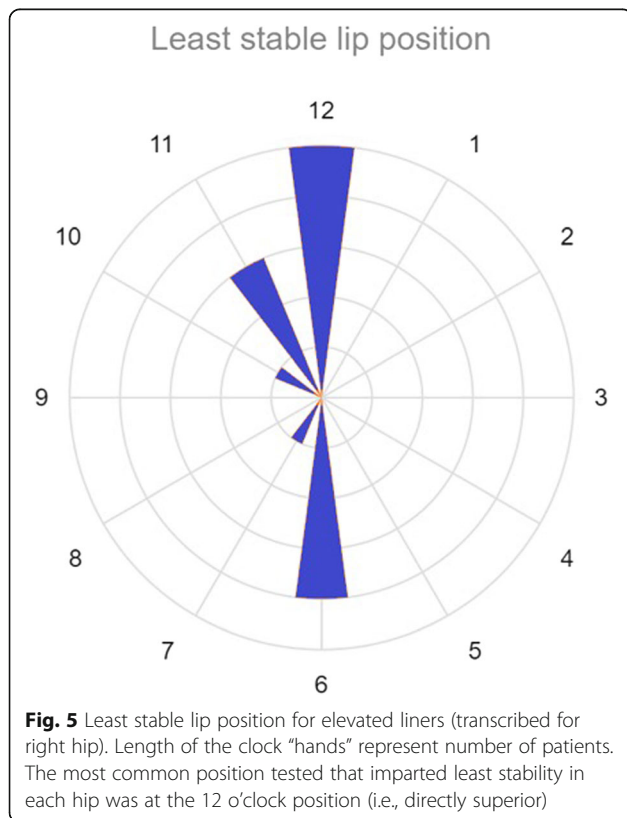 Least stable lip position
12
11
1
10
2
9
3
8
4
7
5
6
Fig. 5 Least stable lip position for elevated liners (transcribed for
right hip). Length of the clock “hands” represent number of patients.
The most common position tested that imparted least stability in
each hip was at the 12 o’clock position (i.e., directly superior)